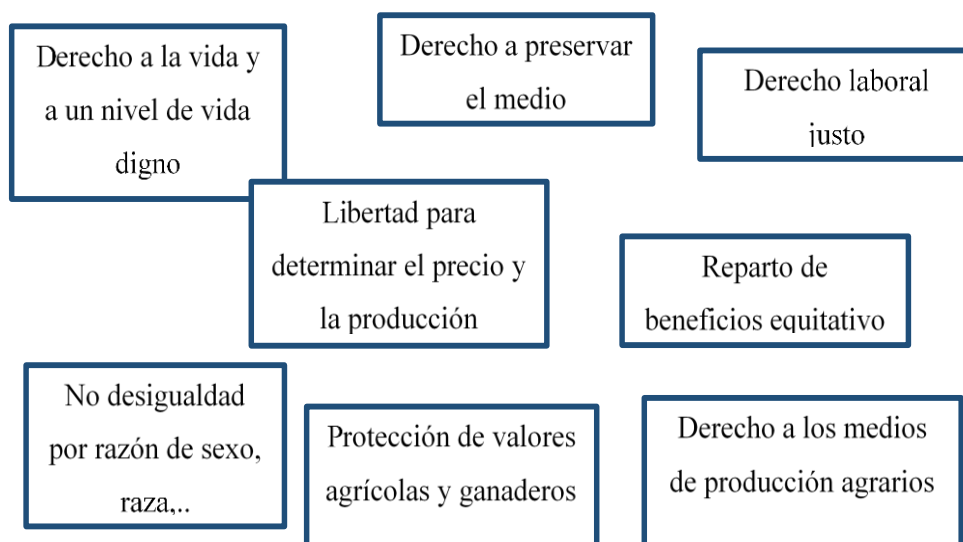 Derecho a la vida y
a un nivel de vida
digno
Derecho a preservar
el medio
Derecho laboral
justo
Libertad para
determinar el precio y
la producción
Reparto de
beneficios equitativo
No desigualdad
por razón de sexo,
raza,..
Protección de valores
agrícolas y ganaderos
Derecho a los medios
de producción agrarios